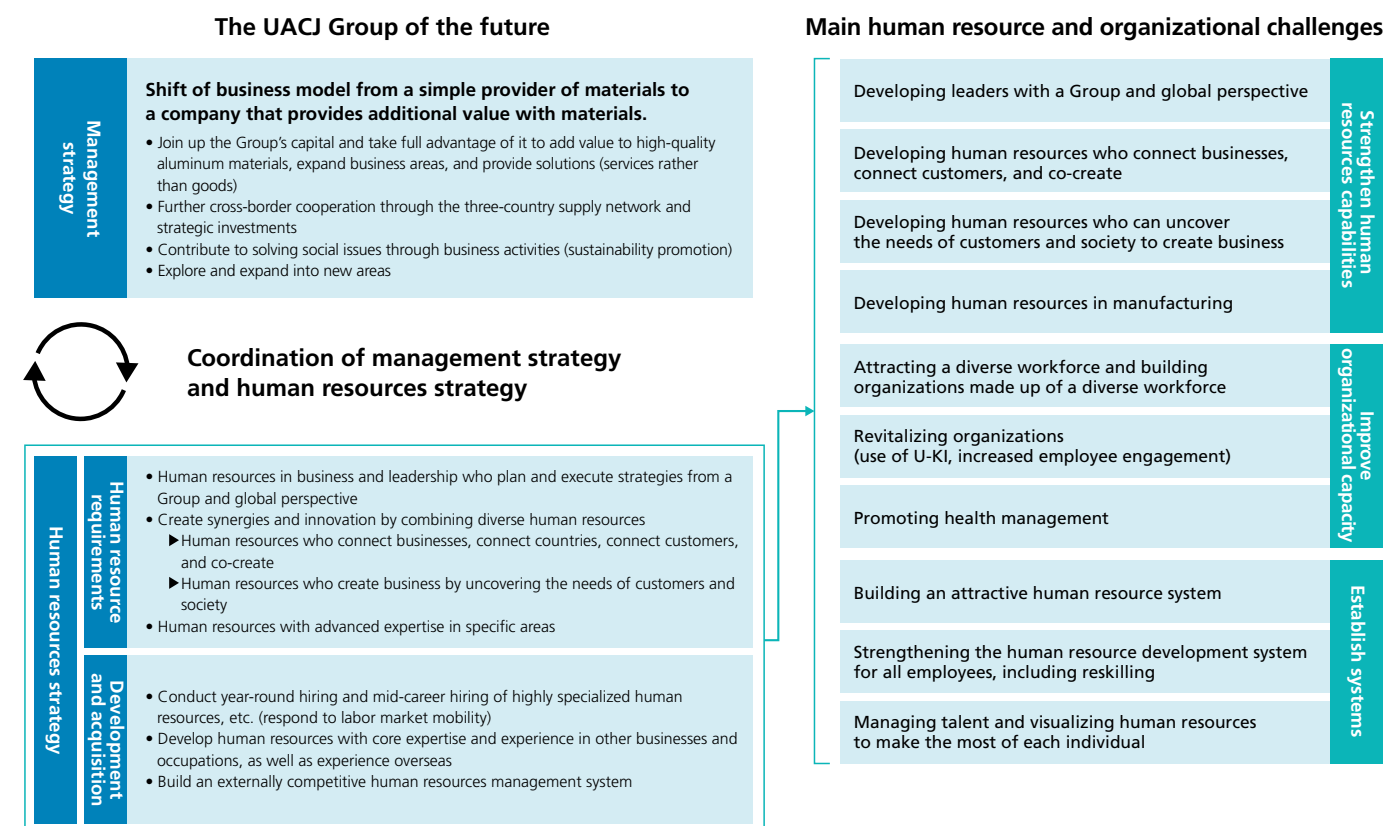 The UACJ Group of the future
Management
strategy
Shift of business model from a simple provider of materials to
a company that provides additional value with materials.
• Join up the Group's capital and take full advantage of it to add value to high-quality
aluminum materials, expand business areas, and provide solutions (services rather
than goods)
• Further cross-border cooperation through the three-country supply network and
strategic investments
• Contribute to solving social issues through business activities (sustainability promotion)
• Explore and expand into new areas
Coordination of management strategy
and human resources strategy
Human resources strategy
Human resource
requirements
• Human resources in business and leadership who plan and execute strategies from a
Group and global perspective
• Create synergies and innovation by combining diverse human resources
▶Human resources who connect businesses, connect countries, connect customers,
and co-create
▶Human resources who create business by uncovering the needs of customers and
society
• Human resources with advanced expertise in specific areas
Development
and acquisition
• Conduct year-round hiring and mid-career hiring of highly specialized human
resources, etc. (respond to labor market mobility)
• Develop human resources with core expertise and experience in other businesses and
occupations, as well as experience overseas
• Build an externally competitive human resources management system
Main human resource and organizational challenges
Developing leaders with a Group and global perspective
Developing human resources who connect businesses,
connect customers, and co-create
Developing human resources who can uncover
the needs of customers and society to create business
Developing human resources in manufacturing
Strengthen human
resources capabilities
Attracting a diverse workforce and building
organizations made up of a diverse workforce
Revitalizing organizations
(use of U-KI, increased employee engagement)
Promoting health management
Improve
organizational capacity
Building an attractive human resource system
Strengthening the human resource development system
for all employees, including reskilling
Managing talent and visualizing human resources
to make the most of each individual
Establish systems